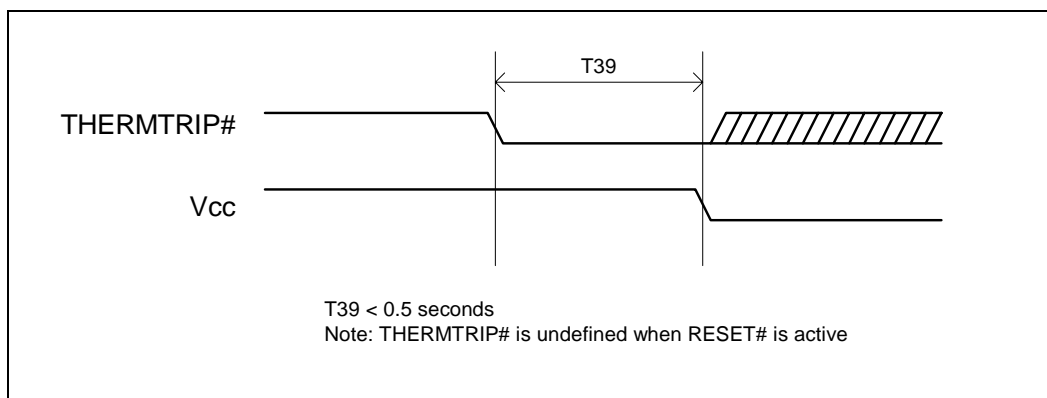 T39
THERMTRIP#
Vcc
T39 < 0.5 seconds
Note: THERMTRIP# is undefined when RESET# is active